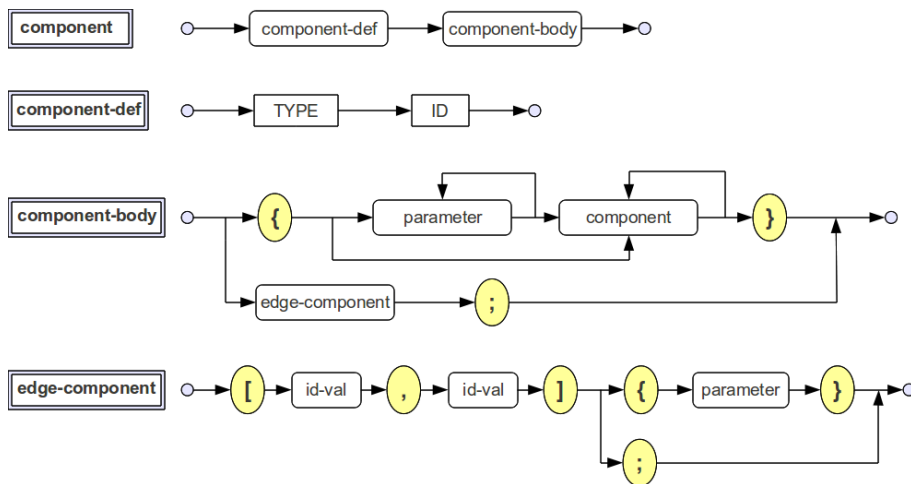 component component-def component-body
component-def TYPE ID
component-body { parameter component }
edge-component ;
edge-component [ id-val , id-val ] { parameter }
;